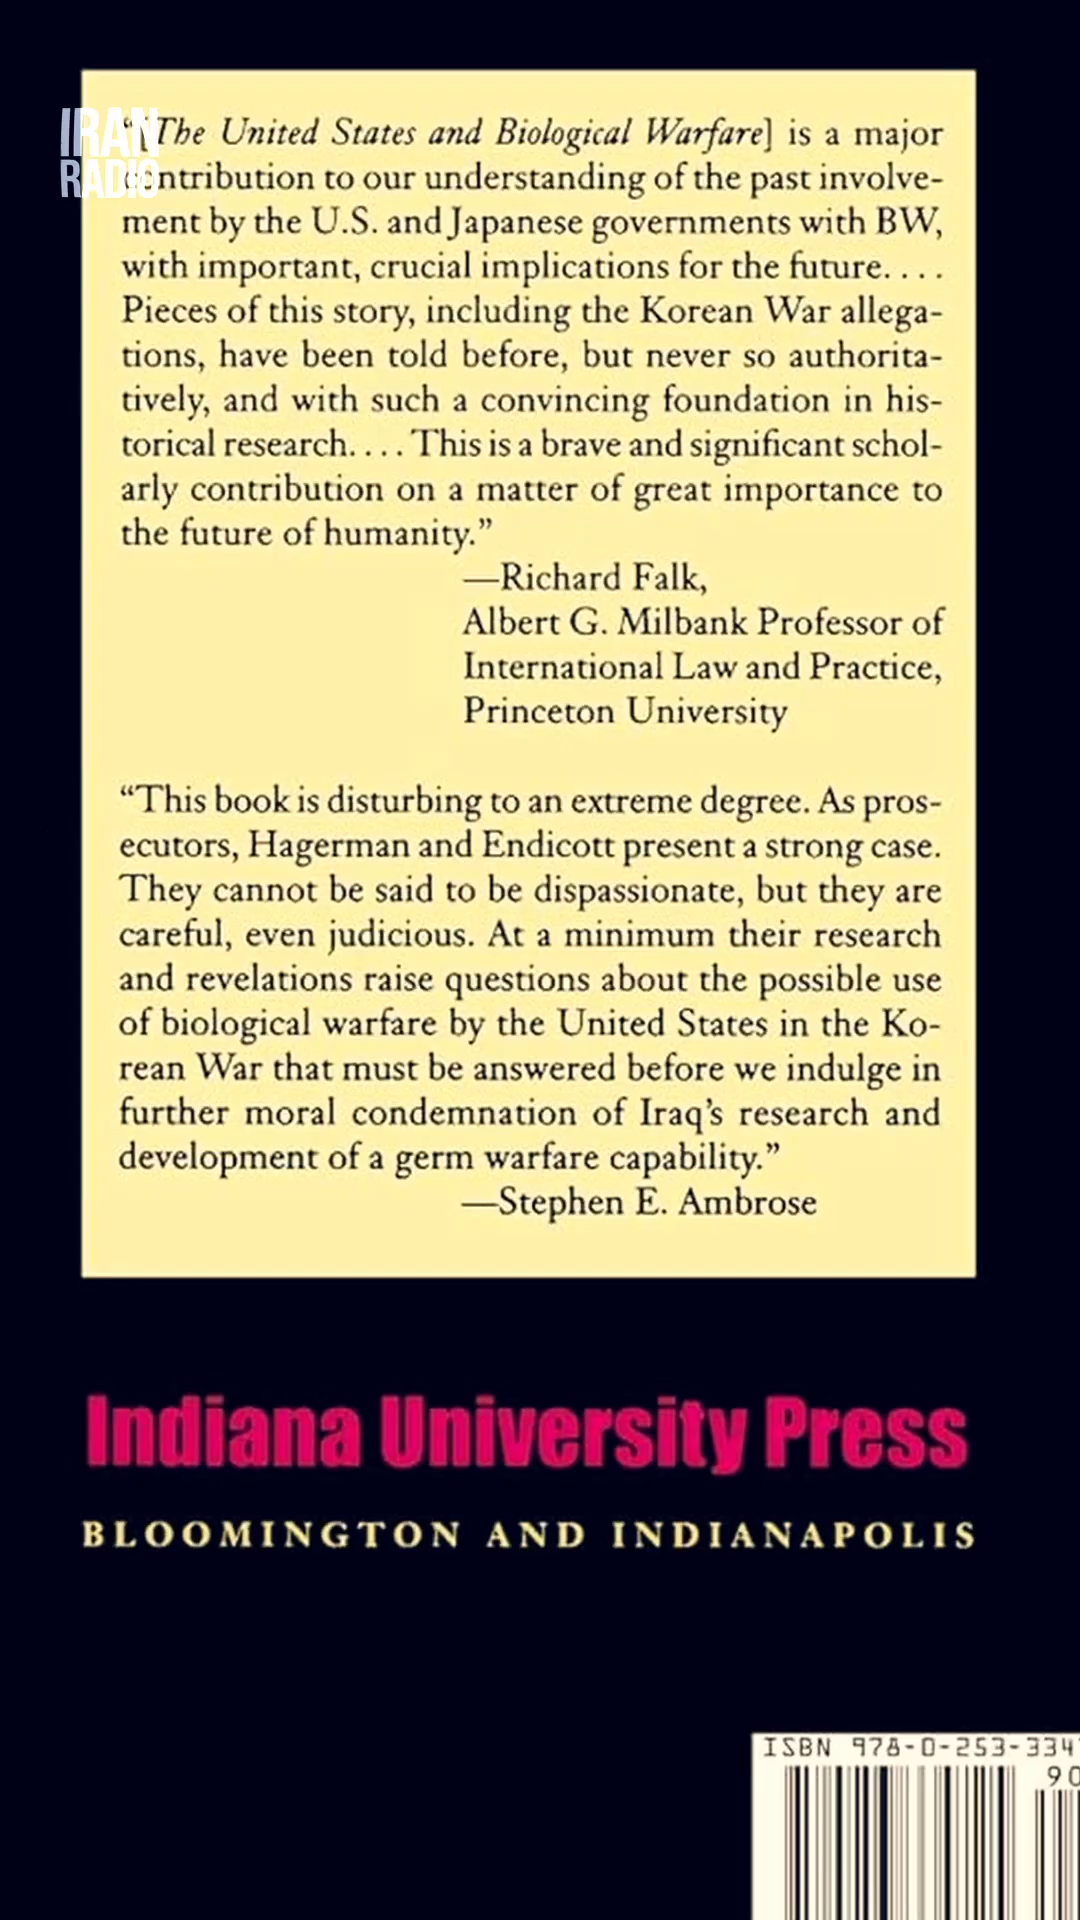 IRAN
RADIO
“[The United States and Biological Warfare] is a major
contribution to our understanding of the past involve-
ment by the U.S. and Japanese governments with BW,
with important, crucial implications for the future. . . .
Pieces of this story, including the Korean War allega-
tions, have been told before, but never so authorita-
tively, and with such a convincing foundation in his-
torical research. . . . This is a brave and significant schol-
arly contribution on a matter of great importance to
the future of humanity.”
—Richard Falk,
Albert G. Milbank Professor of
International Law and Practice,
Princeton University
“This book is disturbing to an extreme degree. As pros-
ecutors, Hagerman and Endicott present a strong case.
They cannot be said to be dispassionate, but they are
careful, even judicious. At a minimum their research
and revelations raise questions about the possible use
of biological warfare by the United States in the Ko-
rean War that must be answered before we indulge in
further moral condemnation of Iraq’s research and
development of a germ warfare capability.”
—Stephen E. Ambrose
Indiana University Press
BLOOMINGTON AND INDIANAPOLIS
ISBN 978-0-253-334
90